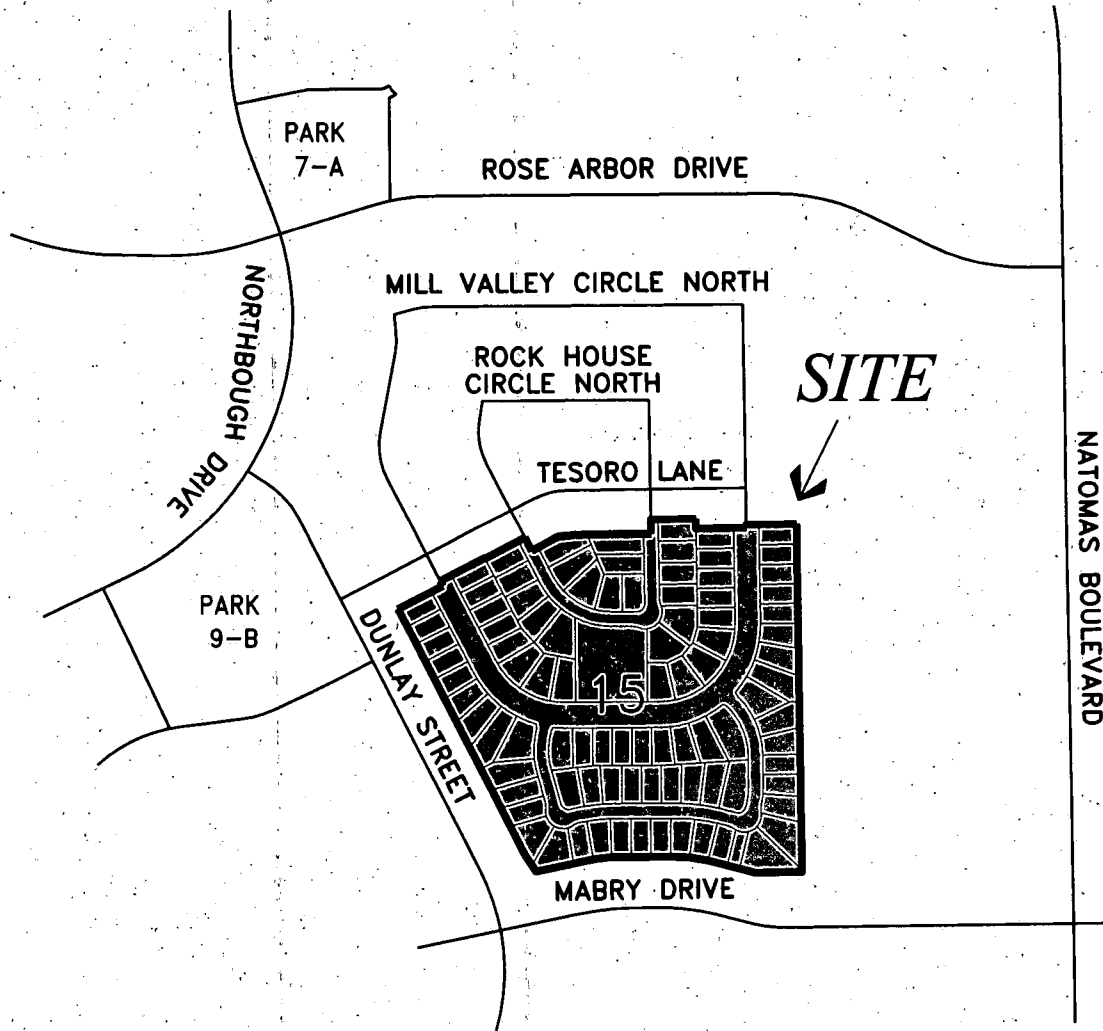 PARK
7-A
ROSE ARBOR DRIVE
NORTHBOUGH DRIVE
MILL VALLEY CIRCLE NORTH
ROCK HOUSE
CIRCLE NORTH
SITE
TESORO LANE
NATOMAS BOULEVARD
PARK
9-B
DUNLAY STREET
15
MABRY DRIVE